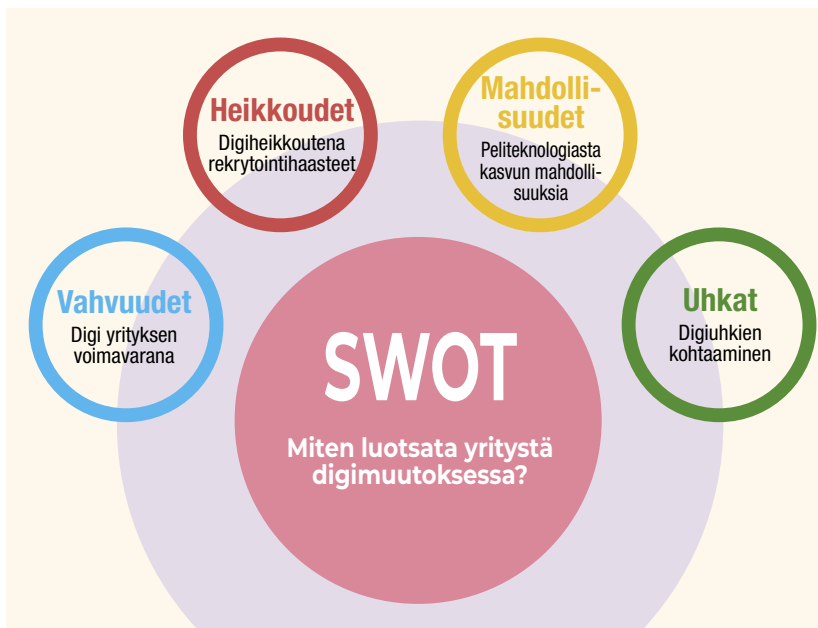 Heikkoudet
Digiheikkoutena
rekrytointihaasteet
Mahdolli-
suudet
Peliteknologiasta
kasvun mahdolli-
suuksia
Vahvuudet
Digi yrityksen
voimavarana
Uhkat
Digiuhkien
kohtaaminen
SWOT
Miten luotsata yritystä
digimuutoksessa?